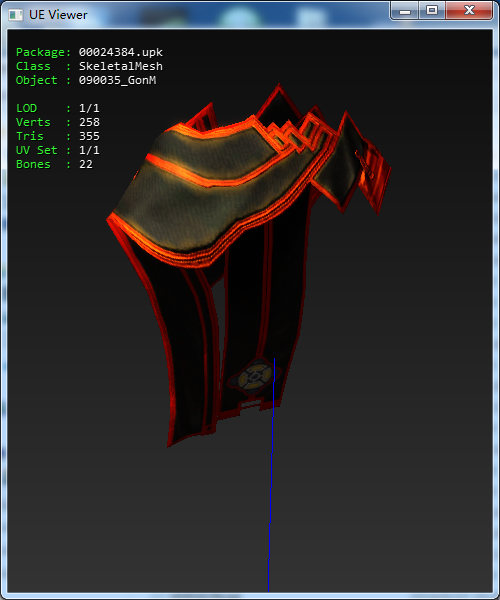 UE Viewer
Package: 00024384.upk
Class : SkeletalMesh
Object : 090035_GonM
LOD : 1/1
Verts : 258
Tris : 355
UV Set : 1/1
Bones : 22